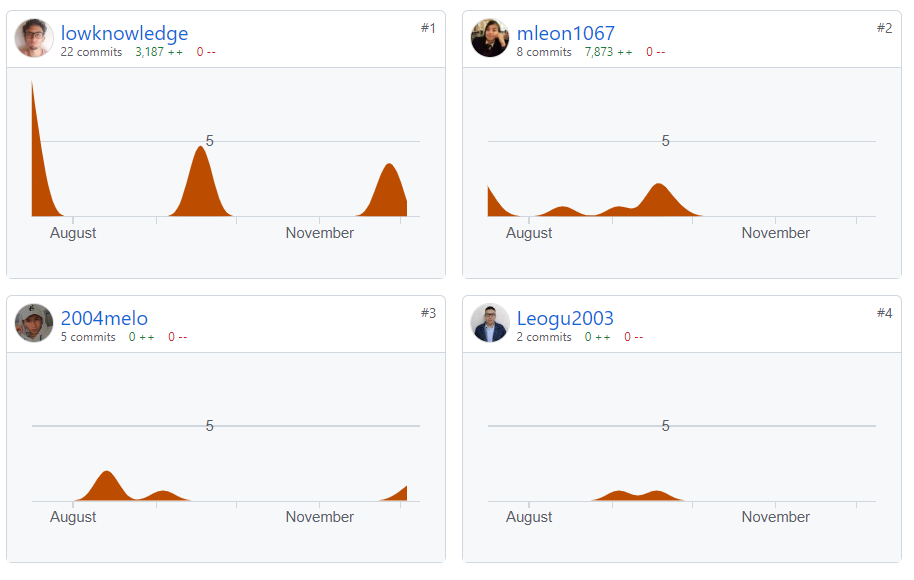 lowknowledge #1
22 commits 3,187 ++ 0 --
5
August November
mleon1067 #2
8 commits 7,873 ++ 0 --
5
August November
2004melo #3
5 commits 0 ++ 0 --
5
August November
Leogu2003 #4
2 commits 0 ++ 0 --
5
August November